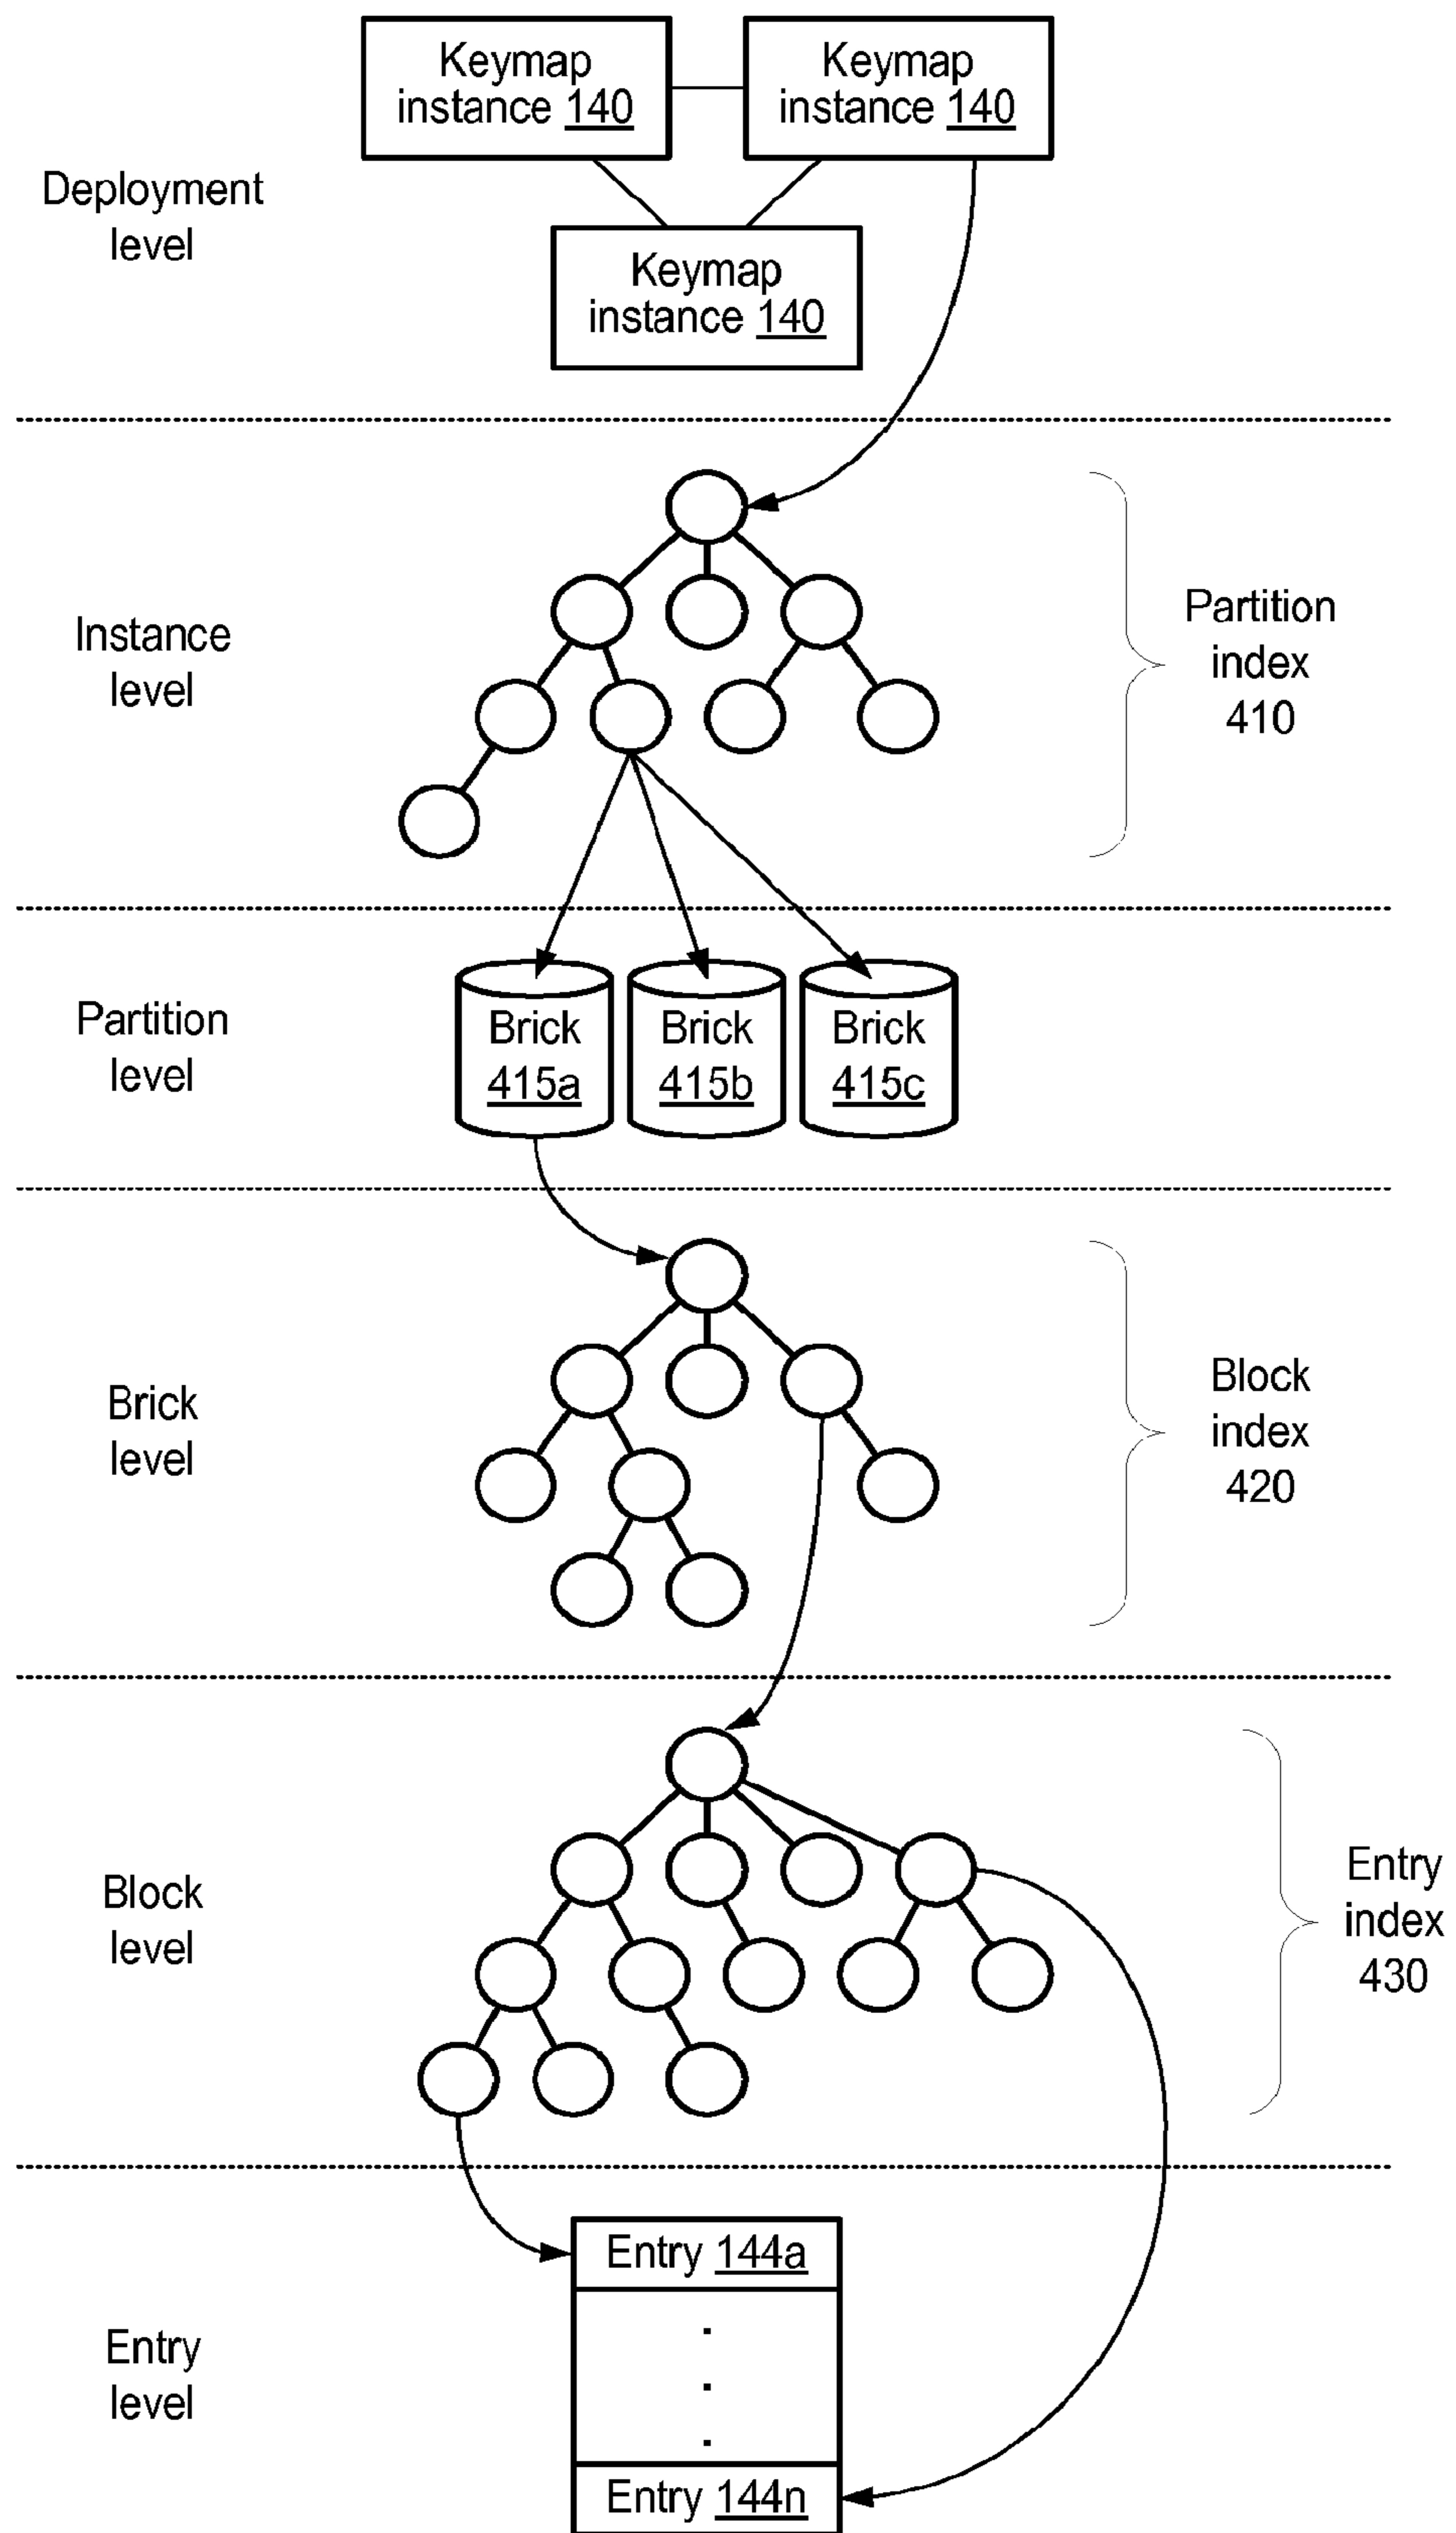 Keymap
instance 140
Keymap
instance 140
Deployment
level
Keymap
instance 140
Instance
level
Partition
index
410
Partition
level
Brick
415a
Brick
415b
Brick
415c
Brick
level
Block
index
420
Block
level
Entry
index
430
Entry 144a
.
.
.
Entry
level
Entry 144n